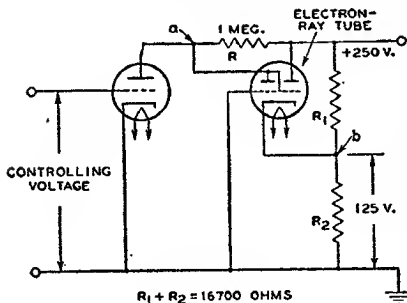 ELECTRON-
RAY TUBE
a
1 MEG.
R
+250 V.
R1
b
CONTROLLING
VOLTAGE
R2
125 V.
R1 + R2 = 16700 OHMS